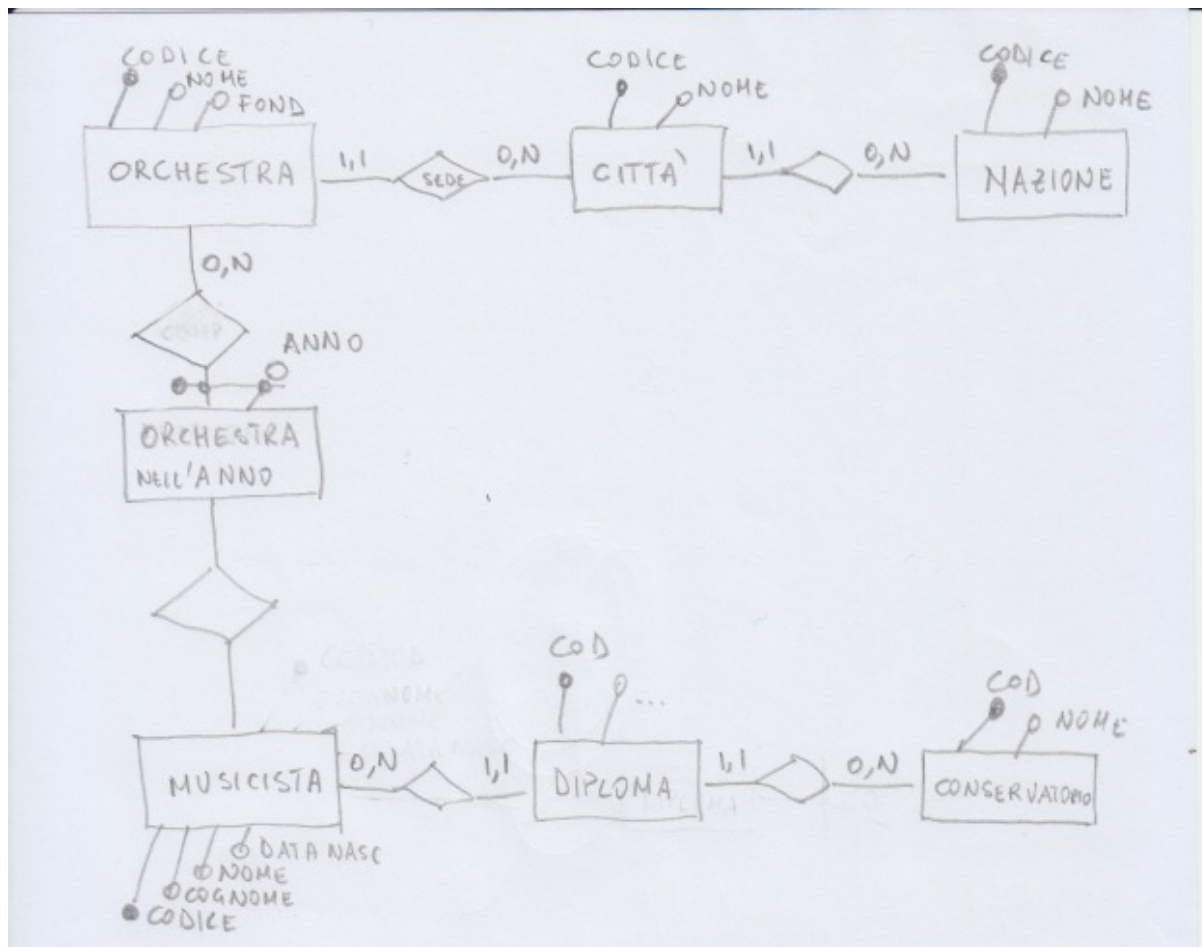 CODICE
NOME
FOND
ORCHESTRA
1,1
SEDE
0,N
CODICE
NOME
CITTÀ
1,1
0,N
CODICE
NOME
NAZIONE
0,N
COMP
ANNO
ORCHESTRA
NELL'ANNO
MUSICISTA
DATA NASC
NOME
COGNOME
CODICE
0,N
1,1
COD
...
DIPLOMA
1,1
0,N
COD
NOME
CONSERVATORIO